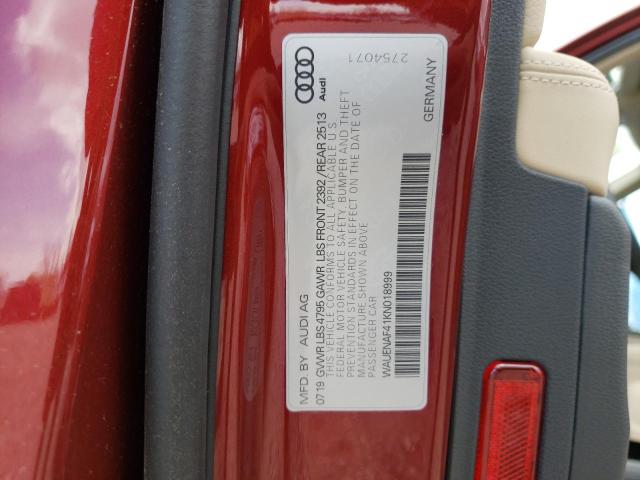 MFD BY AUDI AG
0719 GVWR LBS 4795 GAWR LBS FRONT 2392 / REAR 2513
THIS VEHICLE CONFORMS TO ALL APPLICABLE U.S.
FEDERAL MOTOR VEHICLE SAFETY, BUMPER AND THEFT
PREVENTION STANDARDS IN EFFECT ON THE DATE OF
MANUFACTURE SHOWN ABOVE
PASSENGER CAR
WAUENAF41KN018999
Audi
2754071
GERMANY